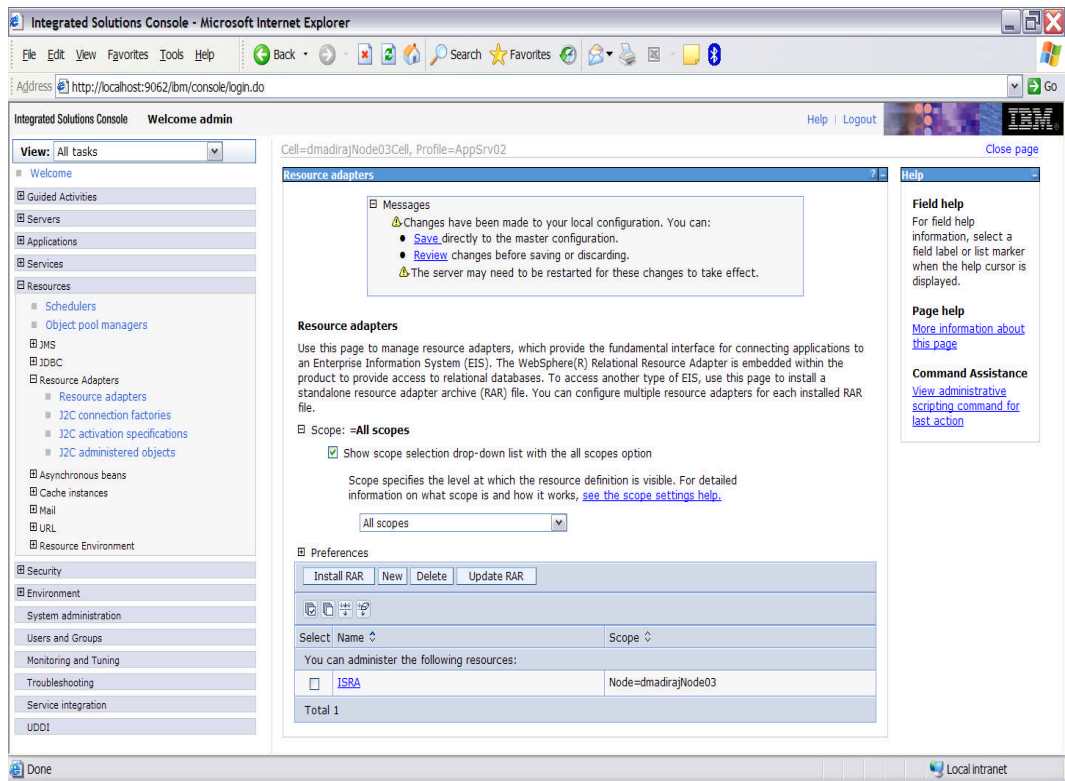 Integrated Solutions Console - Microsoft Internet Explorer
File Edit View Favorites Tools Help
Back Search Favorites
Address http://localhost:9062/ibm/console/login.do Go
Integrated Solutions Console Welcome admin Help | Logout IBM.
View: All tasks
Welcome
Guided Activities
Servers
Applications
Services
Resources
Schedulers
Object pool managers
JMS
JDBC
Resource Adapters
Resource adapters
J2C connection factories
J2C activation specifications
J2C administered objects
Asynchronous beans
Cache instances
Mail
URL
Resource Environment
Security
Environment
System administration
Users and Groups
Monitoring and Tuning
Troubleshooting
Service integration
UDDI
Cell=dmadirajNode03Cell, Profile=AppSrv02 Close page
Resource adapters ? -
Messages
Changes have been made to your local configuration. You can:
Save directly to the master configuration.
Review changes before saving or discarding.
The server may need to be restarted for these changes to take effect.
Resource adapters
Use this page to manage resource adapters, which provide the fundamental interface for connecting applications to
an Enterprise Information System (EIS). The WebSphere(R) Relational Resource Adapter is embedded within the
product to provide access to relational databases. To access another type of EIS, use this page to install a
standalone resource adapter archive (RAR) file. You can configure multiple resource adapters for each installed RAR
file.
Scope: =All scopes
Show scope selection drop-down list with the all scopes option
Scope specifies the level at which the resource definition is visible. For detailed
information on what scope is and how it works, see the scope settings help.
All scopes
Preferences
Install RAR New Delete Update RAR
Select Name Scope
You can administer the following resources:
ISRA Node=dmadirajNode03
Total 1
Help -
Field help
For field help
information, select a
field label or list marker
when the help cursor is
displayed.
Page help
More information about
this page
Command Assistance
View administrative
scripting command for
last action
Done Local intranet